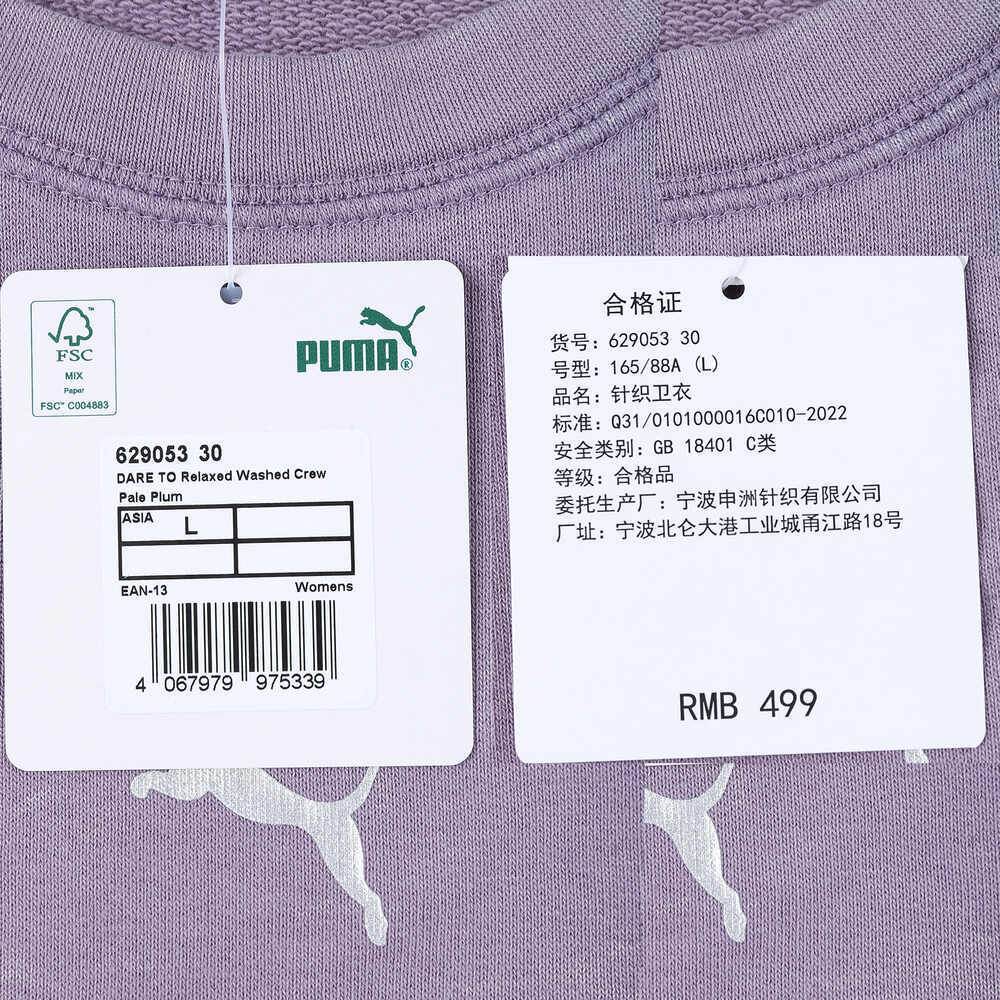 FSC™
MIX
Paper
FSC™ C004883
PUMA®
629053 30
DARE TO Relaxed Washed Crew
Pale Plum
ASIA L
EAN-13 Womens
4 067979 975339
合格证
货号: 629053 30
号型: 165/88A (L)
品名: 针织卫衣
标准: Q31/0101000016C010-2022
安全类别: GB 18401 C类
等级: 合格品
委托生产厂: 宁波申洲针织有限公司
厂址: 宁波北仑大港工业城甬江路18号
RMB 499